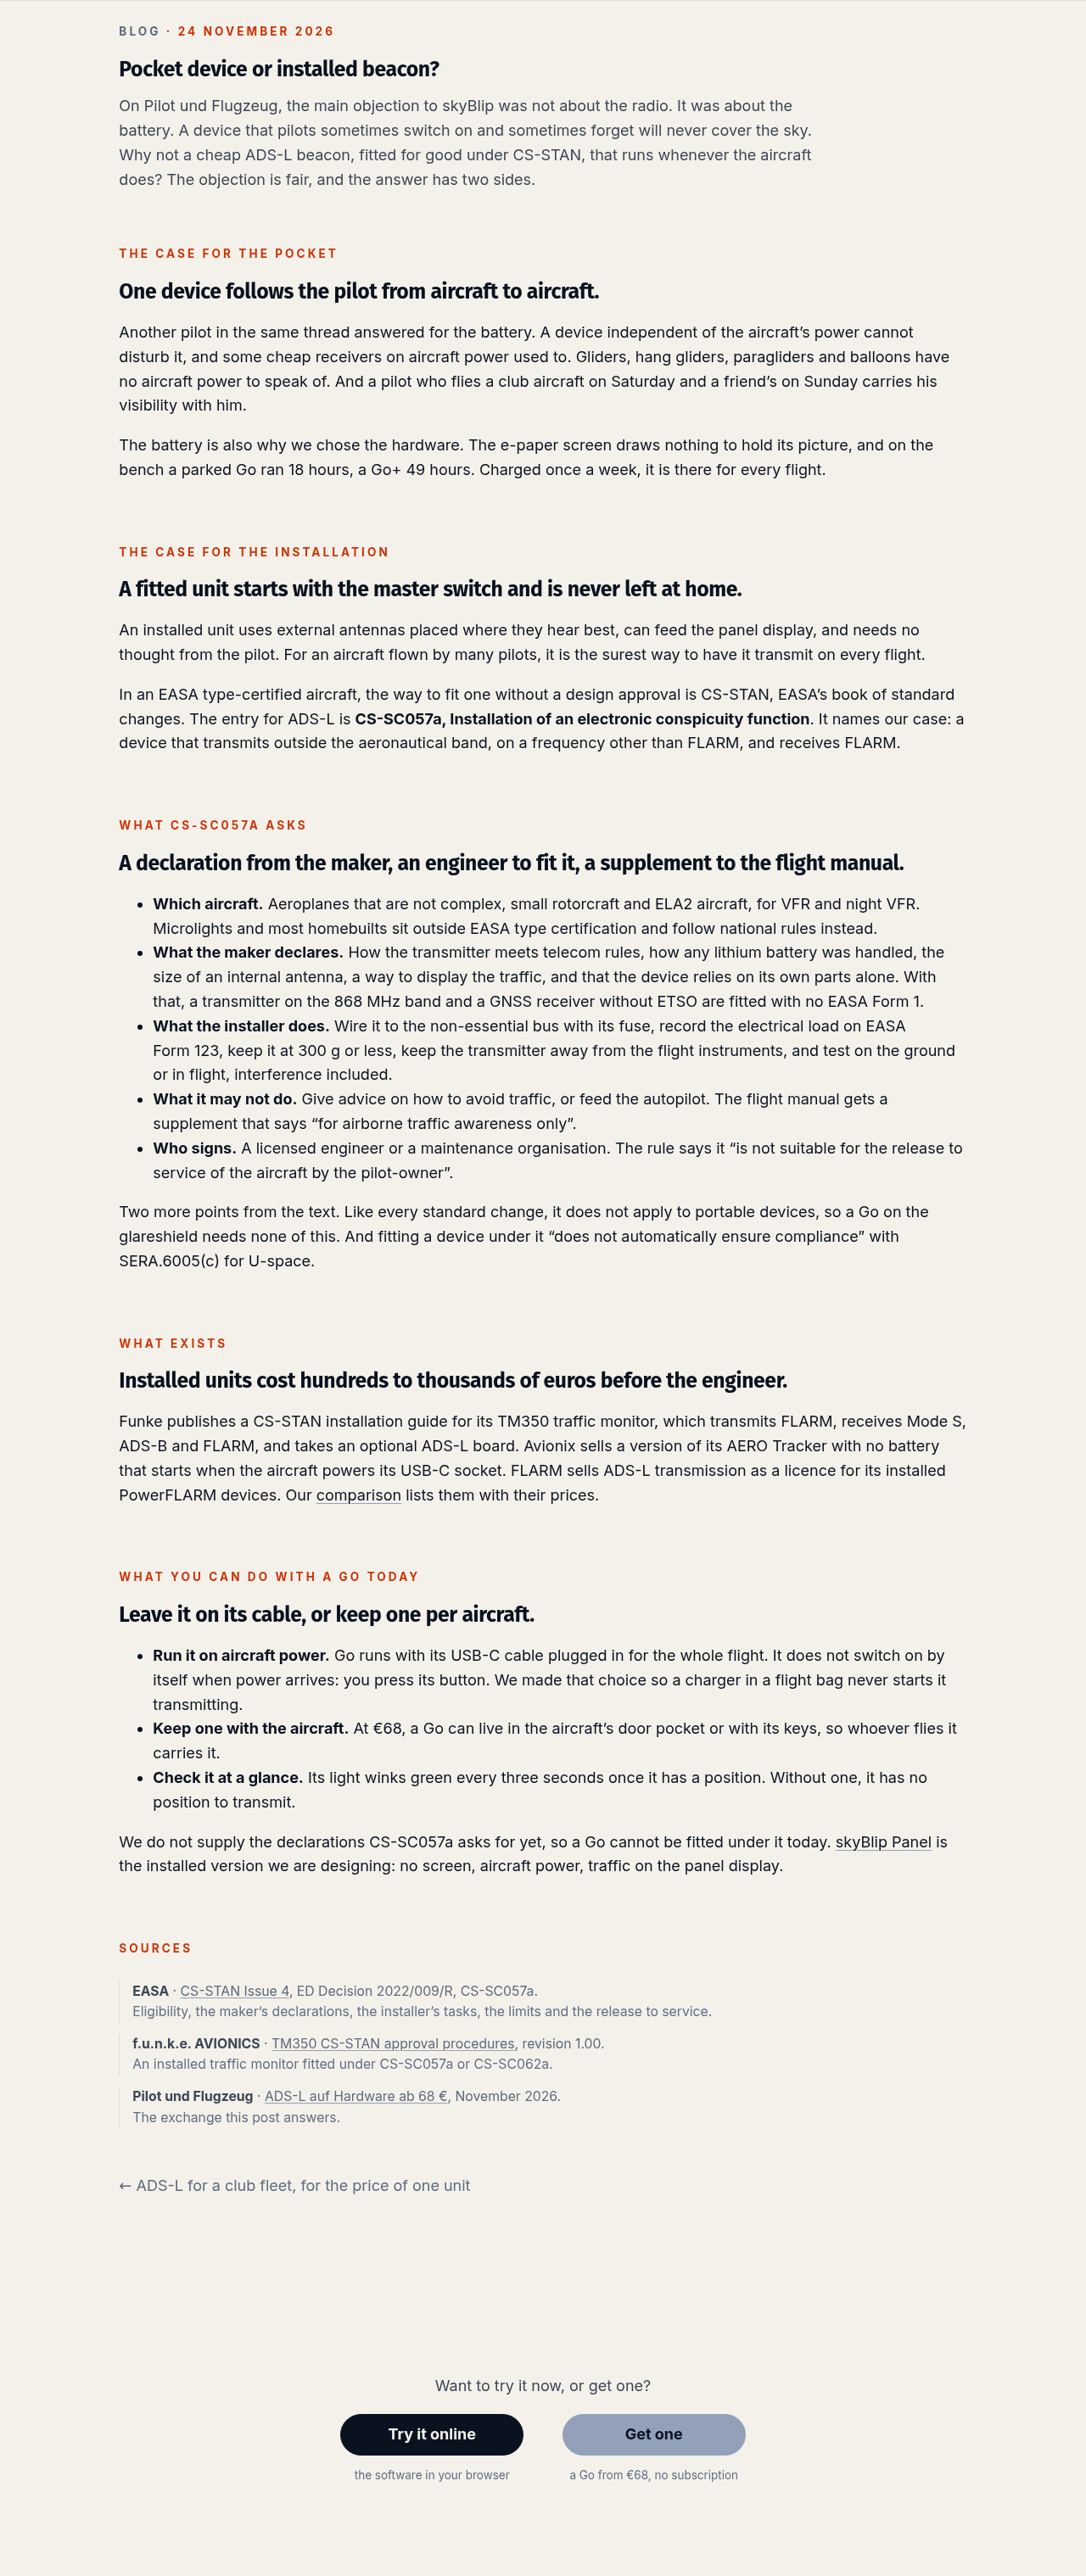 BLOG · 24 NOVEMBER 2026
Pocket device or installed beacon?
On Pilot und Flugzeug, the main objection to skyBlip was not about the radio. It was about the
battery. A device that pilots sometimes switch on and sometimes forget will never cover the sky.
Why not a cheap ADS-L beacon, fitted for good under CS-STAN, that runs whenever the aircraft
does? The objection is fair, and the answer has two sides.
THE CASE FOR THE POCKET
One device follows the pilot from aircraft to aircraft.
Another pilot in the same thread answered for the battery. A device independent of the aircraft’s power cannot
disturb it, and some cheap receivers on aircraft power used to. Gliders, hang gliders, paragliders and balloons have
no aircraft power to speak of. And a pilot who flies a club aircraft on Saturday and a friend’s on Sunday carries his
visibility with him.
The battery is also why we chose the hardware. The e-paper screen draws nothing to hold its picture, and on the
bench a parked Go ran 18 hours, a Go+ 49 hours. Charged once a week, it is there for every flight.
THE CASE FOR THE INSTALLATION
A fitted unit starts with the master switch and is never left at home.
An installed unit uses external antennas placed where they hear best, can feed the panel display, and needs no
thought from the pilot. For an aircraft flown by many pilots, it is the surest way to have it transmit on every flight.
In an EASA type-certified aircraft, the way to fit one without a design approval is CS-STAN, EASA’s book of standard
changes. The entry for ADS-L is CS-SC057a, Installation of an electronic conspicuity function. It names our case: a
device that transmits outside the aeronautical band, on a frequency other than FLARM, and receives FLARM.
WHAT CS-SC057A ASKS
A declaration from the maker, an engineer to fit it, a supplement to the flight manual.
• Which aircraft. Aeroplanes that are not complex, small rotorcraft and ELA2 aircraft, for VFR and night VFR.
Microlights and most homebuilts sit outside EASA type certification and follow national rules instead.
• What the maker declares. How the transmitter meets telecom rules, how any lithium battery was handled, the
size of an internal antenna, a way to display the traffic, and that the device relies on its own parts alone. With
that, a transmitter on the 868 MHz band and a GNSS receiver without ETSO are fitted with no EASA Form 1.
• What the installer does. Wire it to the non-essential bus with its fuse, record the electrical load on EASA
Form 123, keep it at 300 g or less, keep the transmitter away from the flight instruments, and test on the ground
or in flight, interference included.
• What it may not do. Give advice on how to avoid traffic, or feed the autopilot. The flight manual gets a
supplement that says “for airborne traffic awareness only”.
• Who signs. A licensed engineer or a maintenance organisation. The rule says it “is not suitable for the release to
service of the aircraft by the pilot-owner”.
Two more points from the text. Like every standard change, it does not apply to portable devices, so a Go on the
glareshield needs none of this. And fitting a device under it “does not automatically ensure compliance” with
SERA.6005(c) for U-space.
WHAT EXISTS
Installed units cost hundreds to thousands of euros before the engineer.
Funke publishes a CS-STAN installation guide for its TM350 traffic monitor, which transmits FLARM, receives Mode S,
ADS-B and FLARM, and takes an optional ADS-L board. Avionix sells a version of its AERO Tracker with no battery
that starts when the aircraft powers its USB-C socket. FLARM sells ADS-L transmission as a licence for its installed
PowerFLARM devices. Our comparison lists them with their prices.
WHAT YOU CAN DO WITH A GO TODAY
Leave it on its cable, or keep one per aircraft.
• Run it on aircraft power. Go runs with its USB-C cable plugged in for the whole flight. It does not switch on by
itself when power arrives: you press its button. We made that choice so a charger in a flight bag never starts it
transmitting.
• Keep one with the aircraft. At €68, a Go can live in the aircraft’s door pocket or with its keys, so whoever flies it
carries it.
• Check it at a glance. Its light winks green every three seconds once it has a position. Without one, it has no
position to transmit.
We do not supply the declarations CS-SC057a asks for yet, so a Go cannot be fitted under it today. skyBlip Panel is
the installed version we are designing: no screen, aircraft power, traffic on the panel display.
SOURCES
EASA · CS-STAN Issue 4, ED Decision 2022/009/R, CS-SC057a.
Eligibility, the maker’s declarations, the installer’s tasks, the limits and the release to service.
f.u.n.k.e. AVIONICS · TM350 CS-STAN approval procedures, revision 1.00.
An installed traffic monitor fitted under CS-SC057a or CS-SC062a.
Pilot und Flugzeug · ADS-L auf Hardware ab 68 €, November 2026.
The exchange this post answers.
← ADS-L for a club fleet, for the price of one unit
Want to try it now, or get one?
Try it online
Get one
the software in your browser
a Go from €68, no subscription